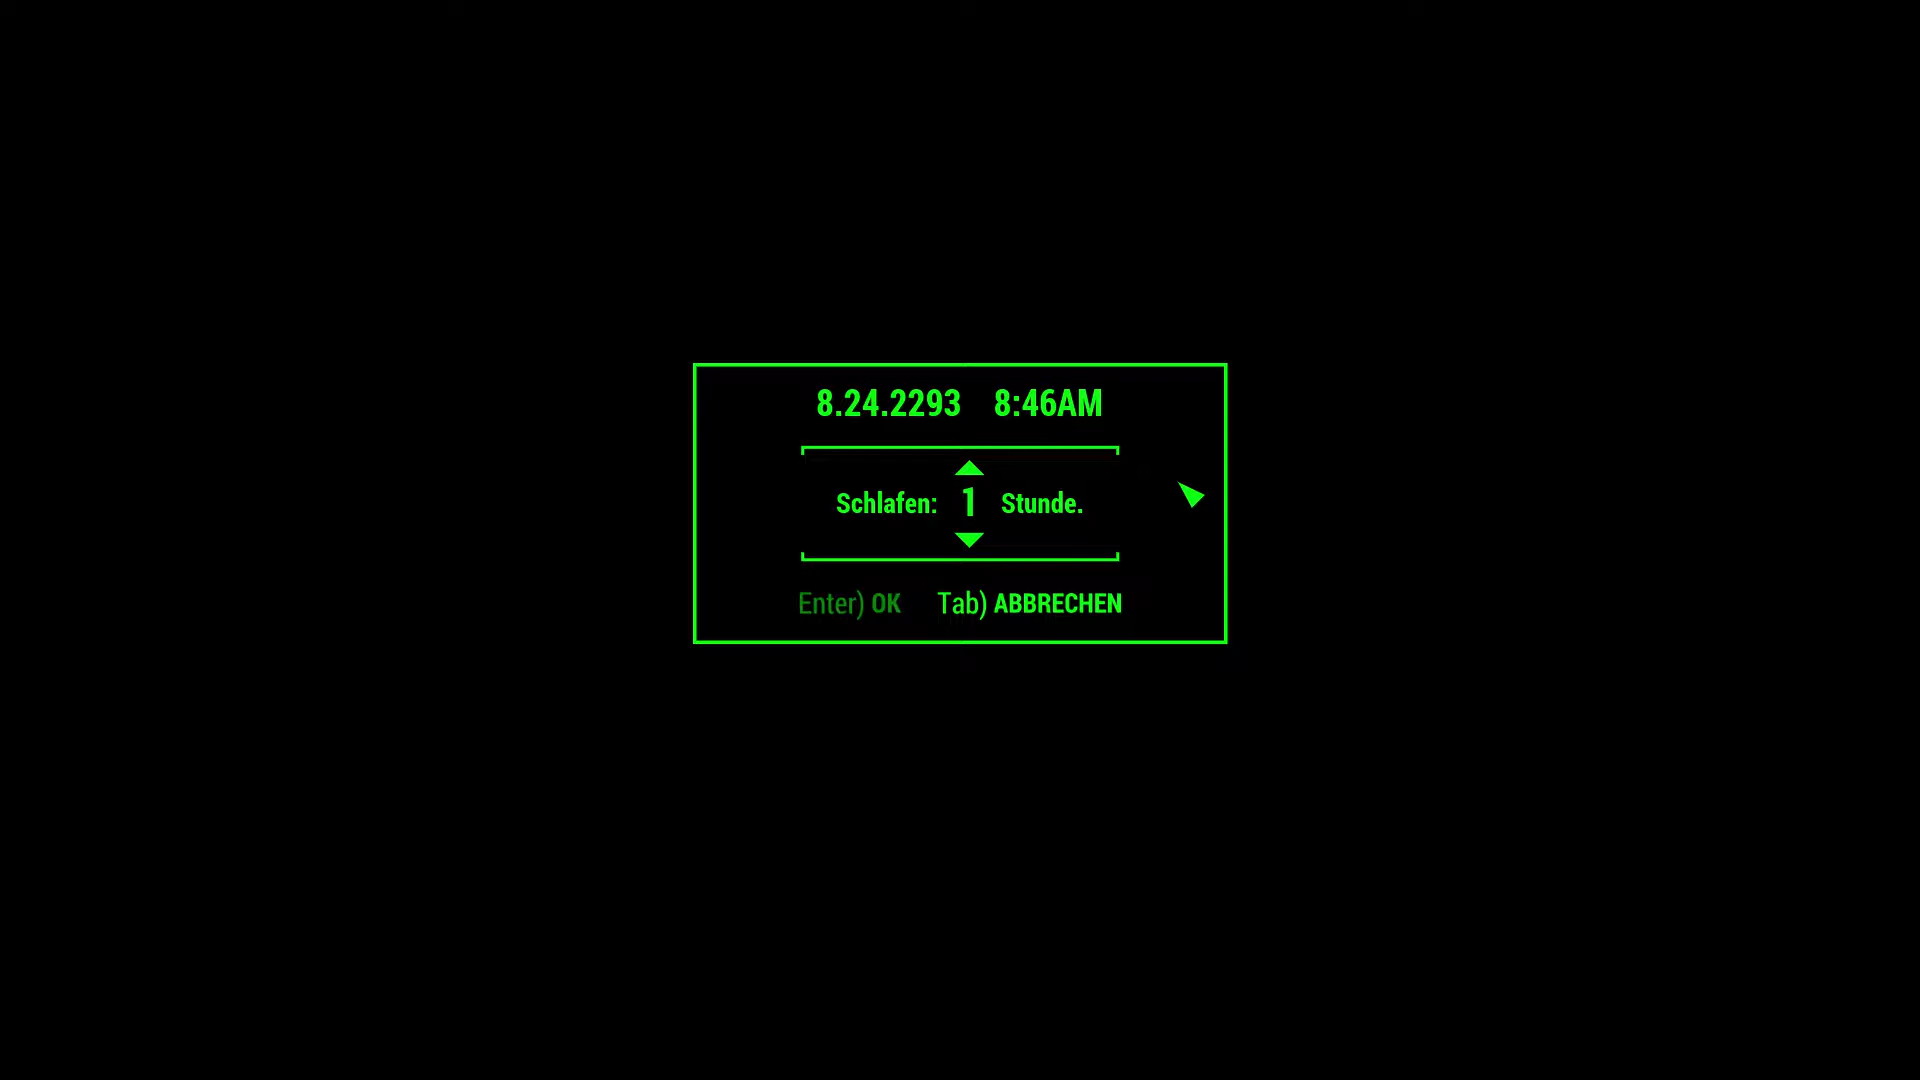 8.24.2293 8:46AM
Schlafen: 1 Stunde.
Enter) OK Tab) ABBRECHEN